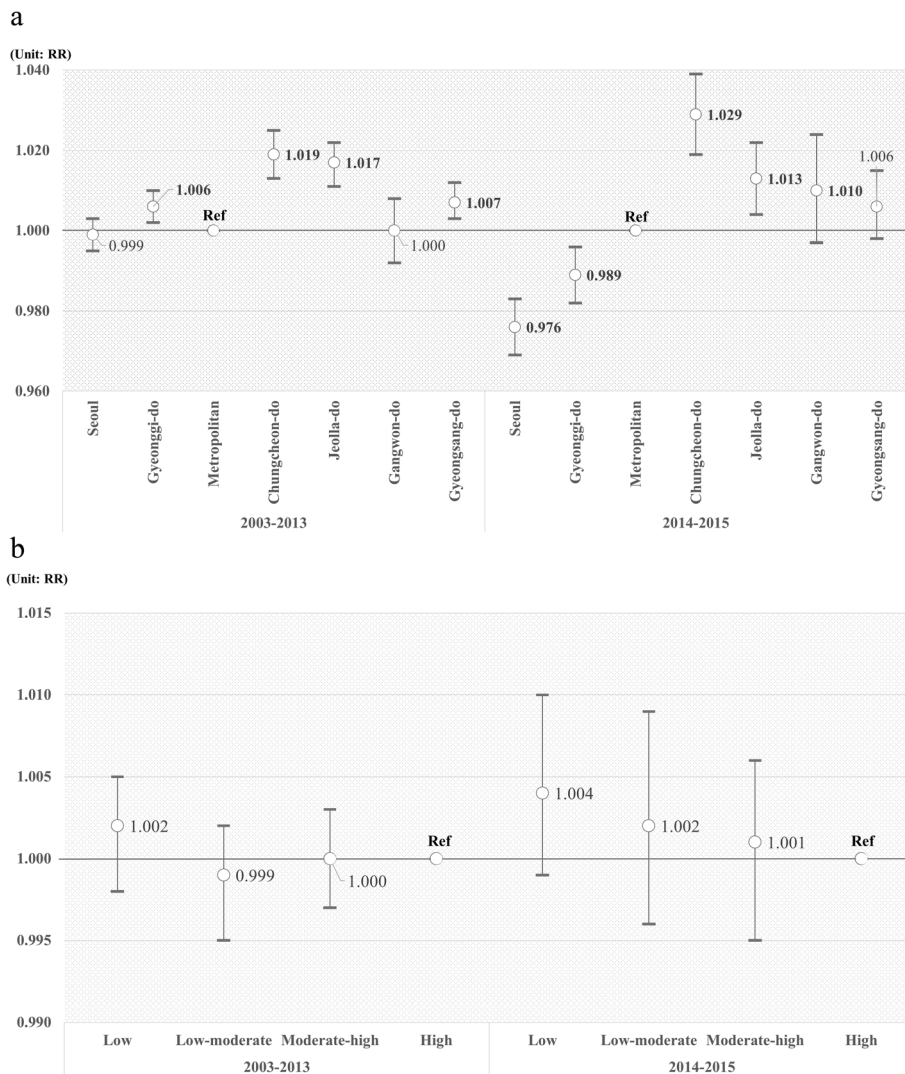 a
(Unit: RR)
1.040
1.020
1.000
0.980
0.960
0.999
1.006
Ref
1.019
1.017
1.000
1.007
0.976
0.989
Ref
1.029
1.013
1.010
1.006
Seoul
Gyeonggi-do
Metropolitan
Chungcheon-do
Jeolla-do
Gangwon-do
Gyeongsang-do
Seoul
Gyeonggi-do
Metropolitan
Chungcheon-do
Jeolla-do
Gangwon-do
Gyeongsang-do
2003-2013
2014-2015
b
(Unit: RR)
1.015
1.010
1.005
1.000
0.995
0.990
1.002
0.999
1.000
Ref
1.004
1.002
1.001
Ref
Low
Low-moderate
Moderate-high
High
Low
Low-moderate
Moderate-high
High
2003-2013
2014-2015